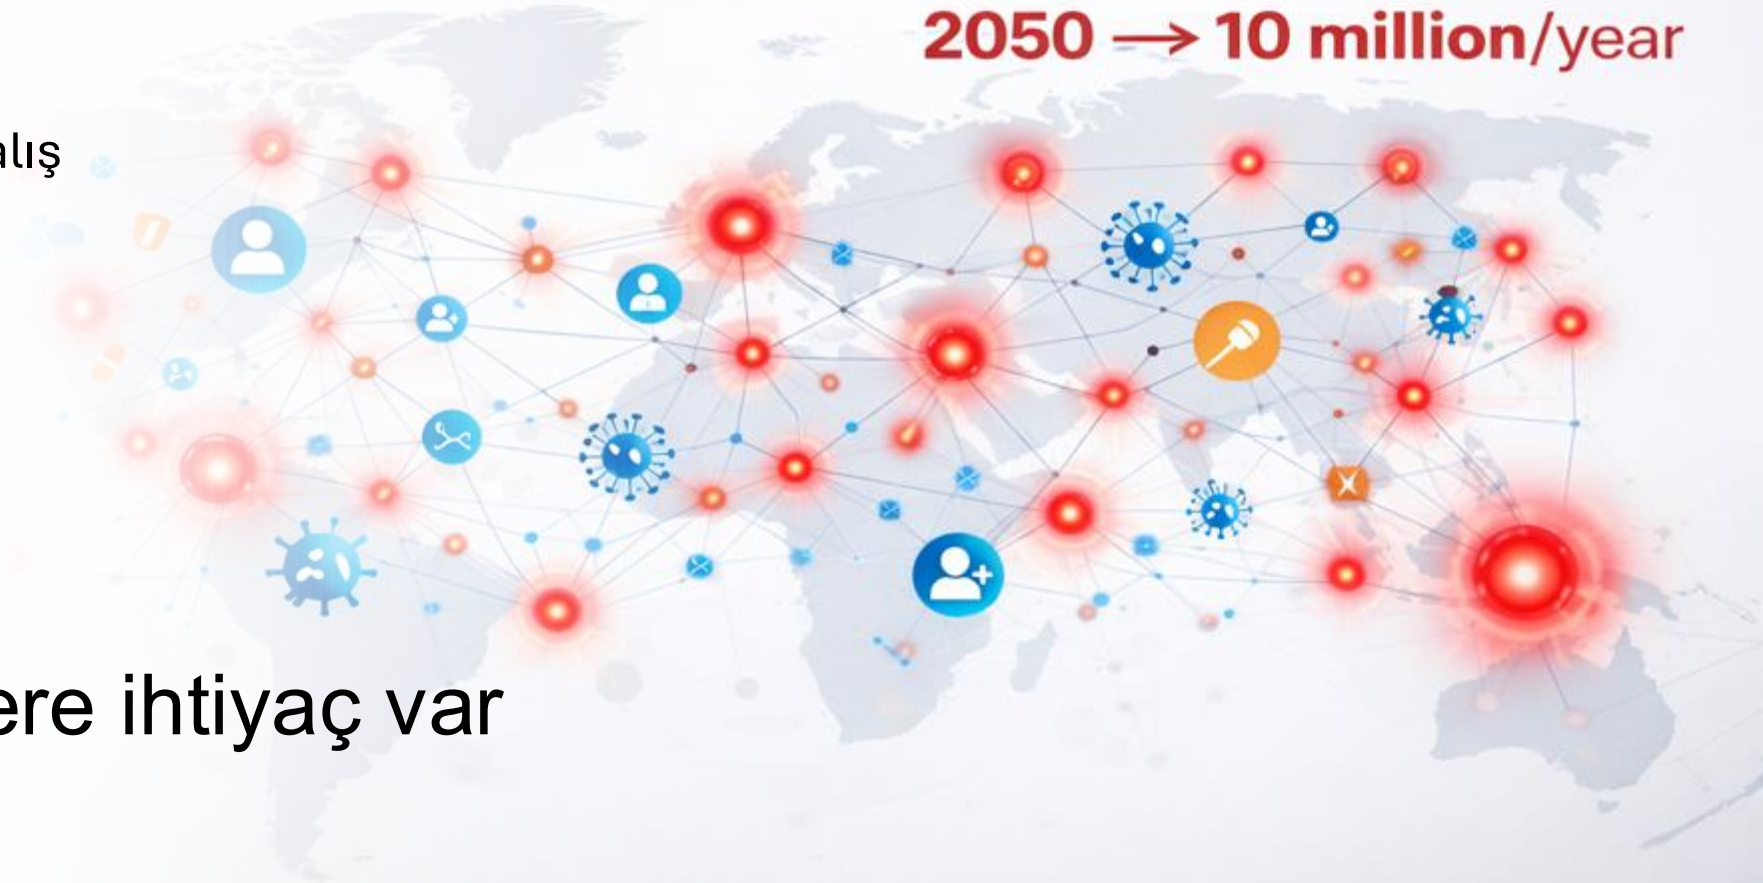 2050 → 10 million/year
alış
ere ihtiyaç var